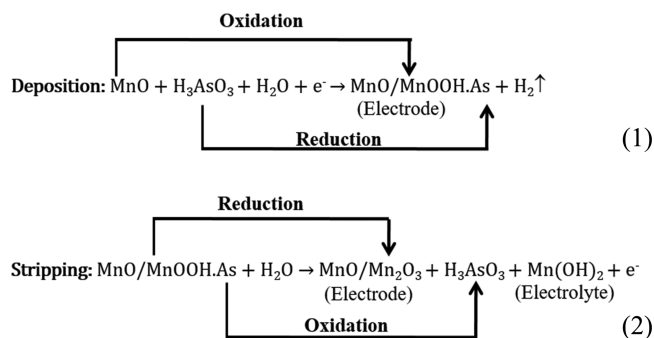 Oxidation
Deposition: MnO + H₃AsO₃ + H₂O + e⁻ → MnO/MnOOH.As + H₂↑
(Electrode)
Reduction
(1)
Reduction
Stripping: MnO/MnOOH.As + H₂O → MnO/Mn₂O₃ + H₃AsO₃ + Mn(OH)₂ + e⁻
(Electrode) (Electrolyte)
Oxidation
(2)